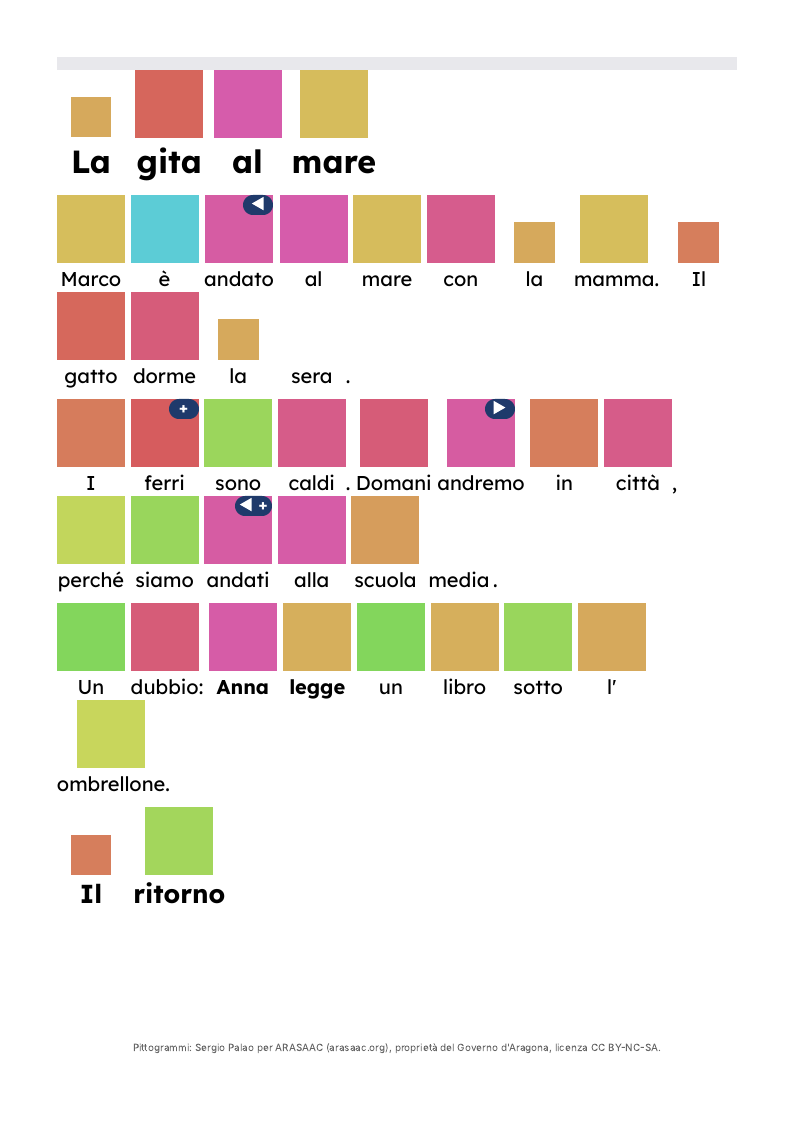 La gita al mare
Marco è andato al mare con la mamma. Il
gatto dorme la sera .
I ferri sono caldi . Domani andremo in città ,
perché siamo andati alla scuola media .
Un dubbio: Anna legge un libro sotto l'
ombrellone.
Il ritorno
Pittogrammi: Sergio Palao per ARASAAC (arasaac.org), proprietà del Governo d'Aragona, licenza CC BY-NC-SA.